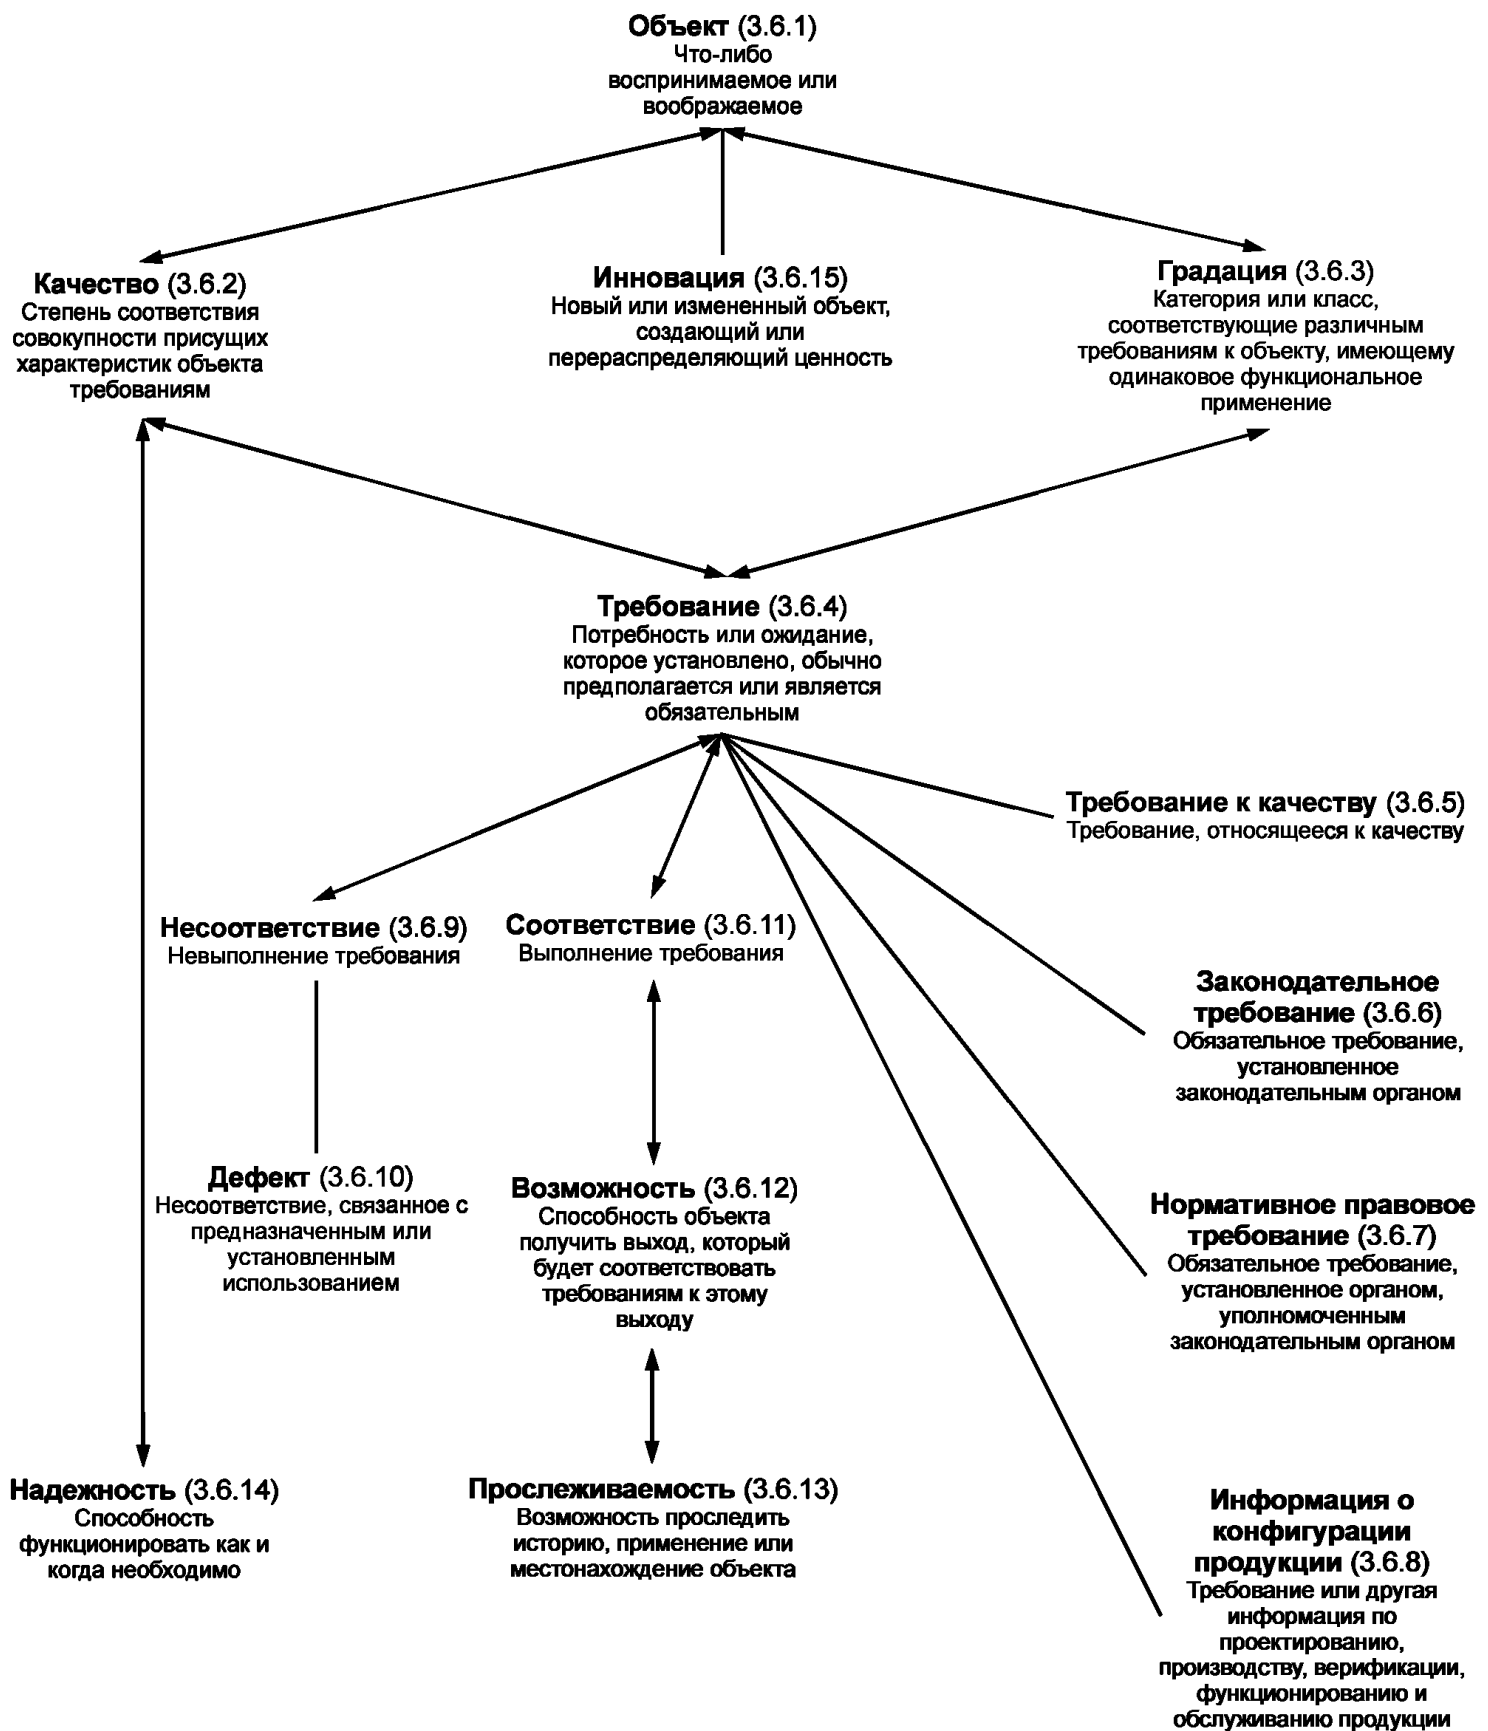 Объект (3.6.1)
Что-либо
воспринимаемое или
воображаемое
Качество (3.6.2)
Степень соответствия
совокупности присущих
характеристик объекта
требованиям
Инновация (3.6.15)
Новый или измененный объект,
создающий или
перераспределяющий ценность
Градация (3.6.3)
Категория или класс,
соответствующие различным
требованиям к объекту, имеющему
одинаковое функциональное
применение
Требование (3.6.4)
Потребность или ожидание,
которое установлено, обычно
предполагается или является
обязательным
Требование к качеству (3.6.5)
Требование, относящееся к качеству
Несоответствие (3.6.9)
Невыполнение требования
Соответствие (3.6.11)
Выполнение требования
Законодательное
требование (3.6.6)
Обязательное требование,
установленное
законодательным органом
Дефект (3.6.10)
Несоответствие, связанное с
предназначенным или
установленным
использованием
Возможность (3.6.12)
Способность объекта
получить выход, который
будет соответствовать
требованиям к этому
выходу
Нормативное правовое
требование (3.6.7)
Обязательное требование,
установленное органом,
уполномоченным
законодательным органом
Надежность (3.6.14)
Способность
функционировать как и
когда необходимо
Прослеживаемость (3.6.13)
Возможность проследить
историю, применение или
местонахождение объекта
Информация о
конфигурации
продукции (3.6.8)
Требование или другая
информация по
проектированию,
производству, верификации,
функционированию и
обслуживанию продукции